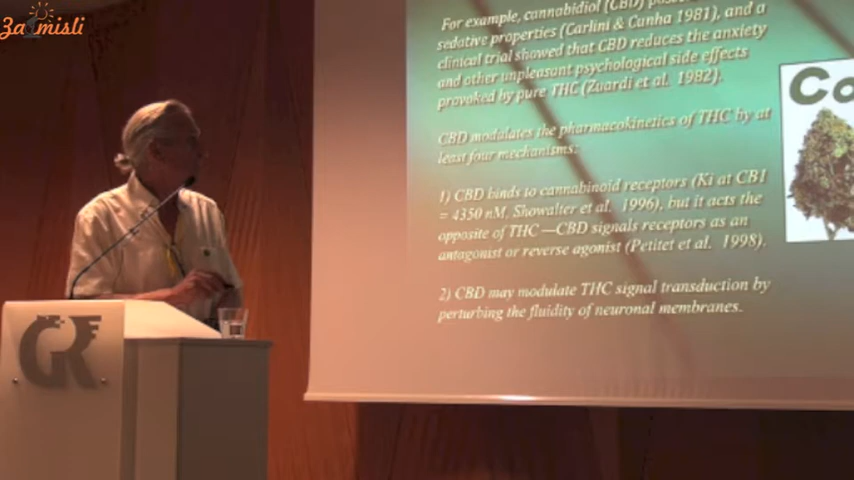 Zamisli
For example, cannabidiol (CBD)
sedative properties (Carlini & Cunha 1981), and a
clinical trial showed that CBD reduces the anxiety
and other unpleasant psychological side effects
provoked by pure THC (Zuardi et al. 1982).
CBD modulates the pharmacokinetics of THC by at
least four mechanisms:
1) CBD binds to cannabinoid receptors (Ki at CB1
= 4350 nM, Showalter et al. 1996), but it acts the
opposite of THC—CBD signals receptors as an
antagonist or reverse agonist (Petitet et al. 1998).
2) CBD may modulate THC signal transduction by
perturbing the fluidity of neuronal membranes.
Co